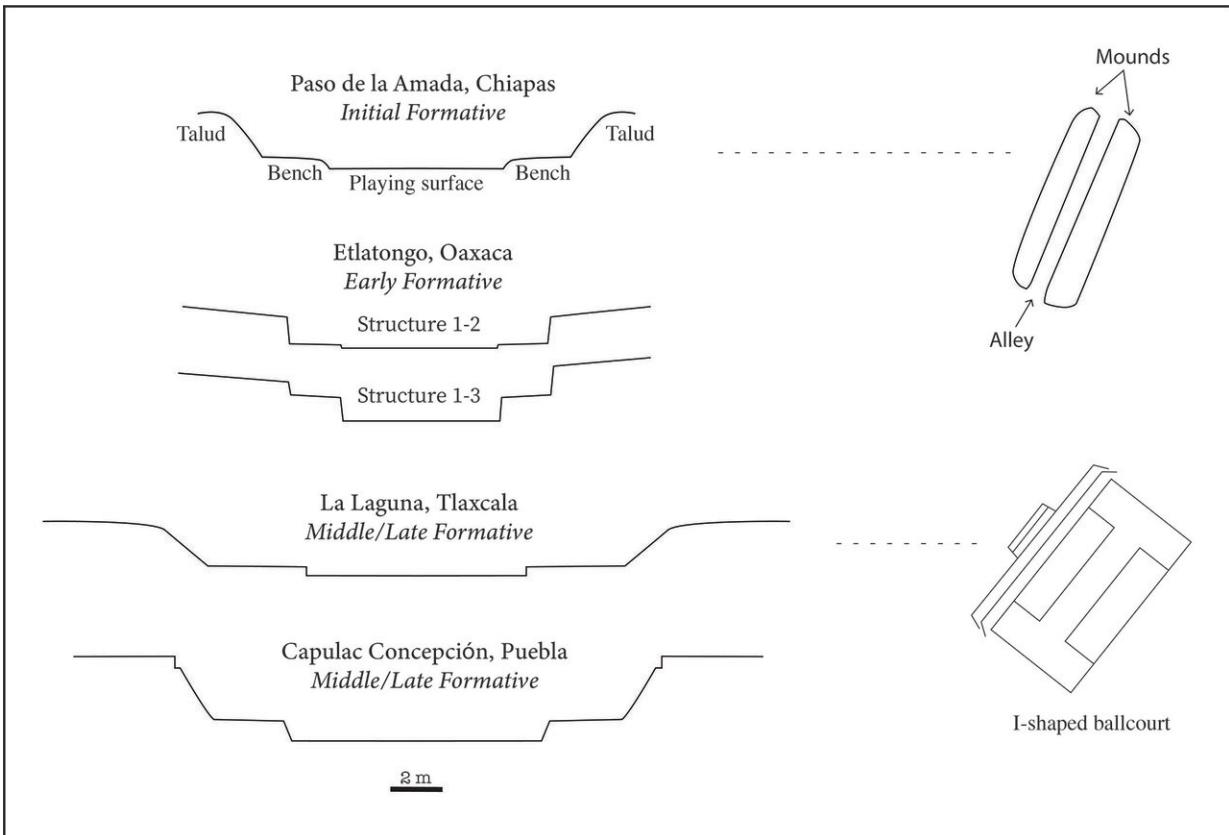 Paso de la Amada, Chiapas
Initial Formative
Talud
Talud
Bench
Bench
Playing surface
Mounds
Alley
Etlatongo, Oaxaca
Early Formative
Structure 1-2
Structure 1-3
La Laguna, Tlaxcala
Middle/Late Formative
Capulac Concepción, Puebla
Middle/Late Formative
I-shaped ballcourt
2 m